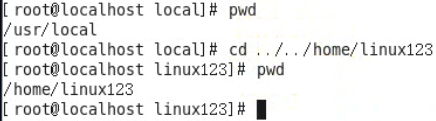 [root@localhost local]# pwd
/usr/local
[root@localhost local]# cd ../../home/linux123
[root@localhost linux123]# pwd
/home/linux123
[root@localhost linux123]#